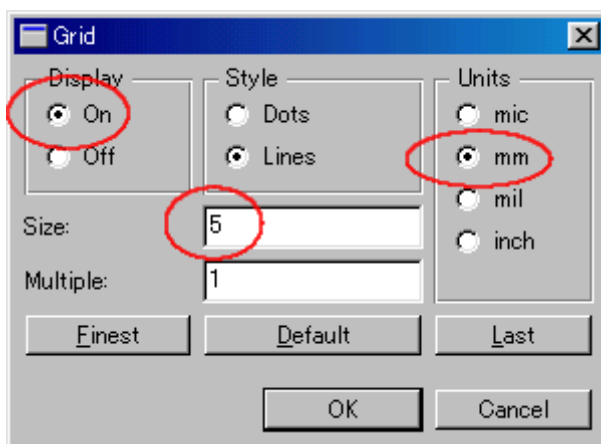 Grid
Display
On
Off
Style
Dots
Lines
Units
mic
mm
mil
inch
Size:
5
Multiple:
1
Finest
Default
Last
OK
Cancel